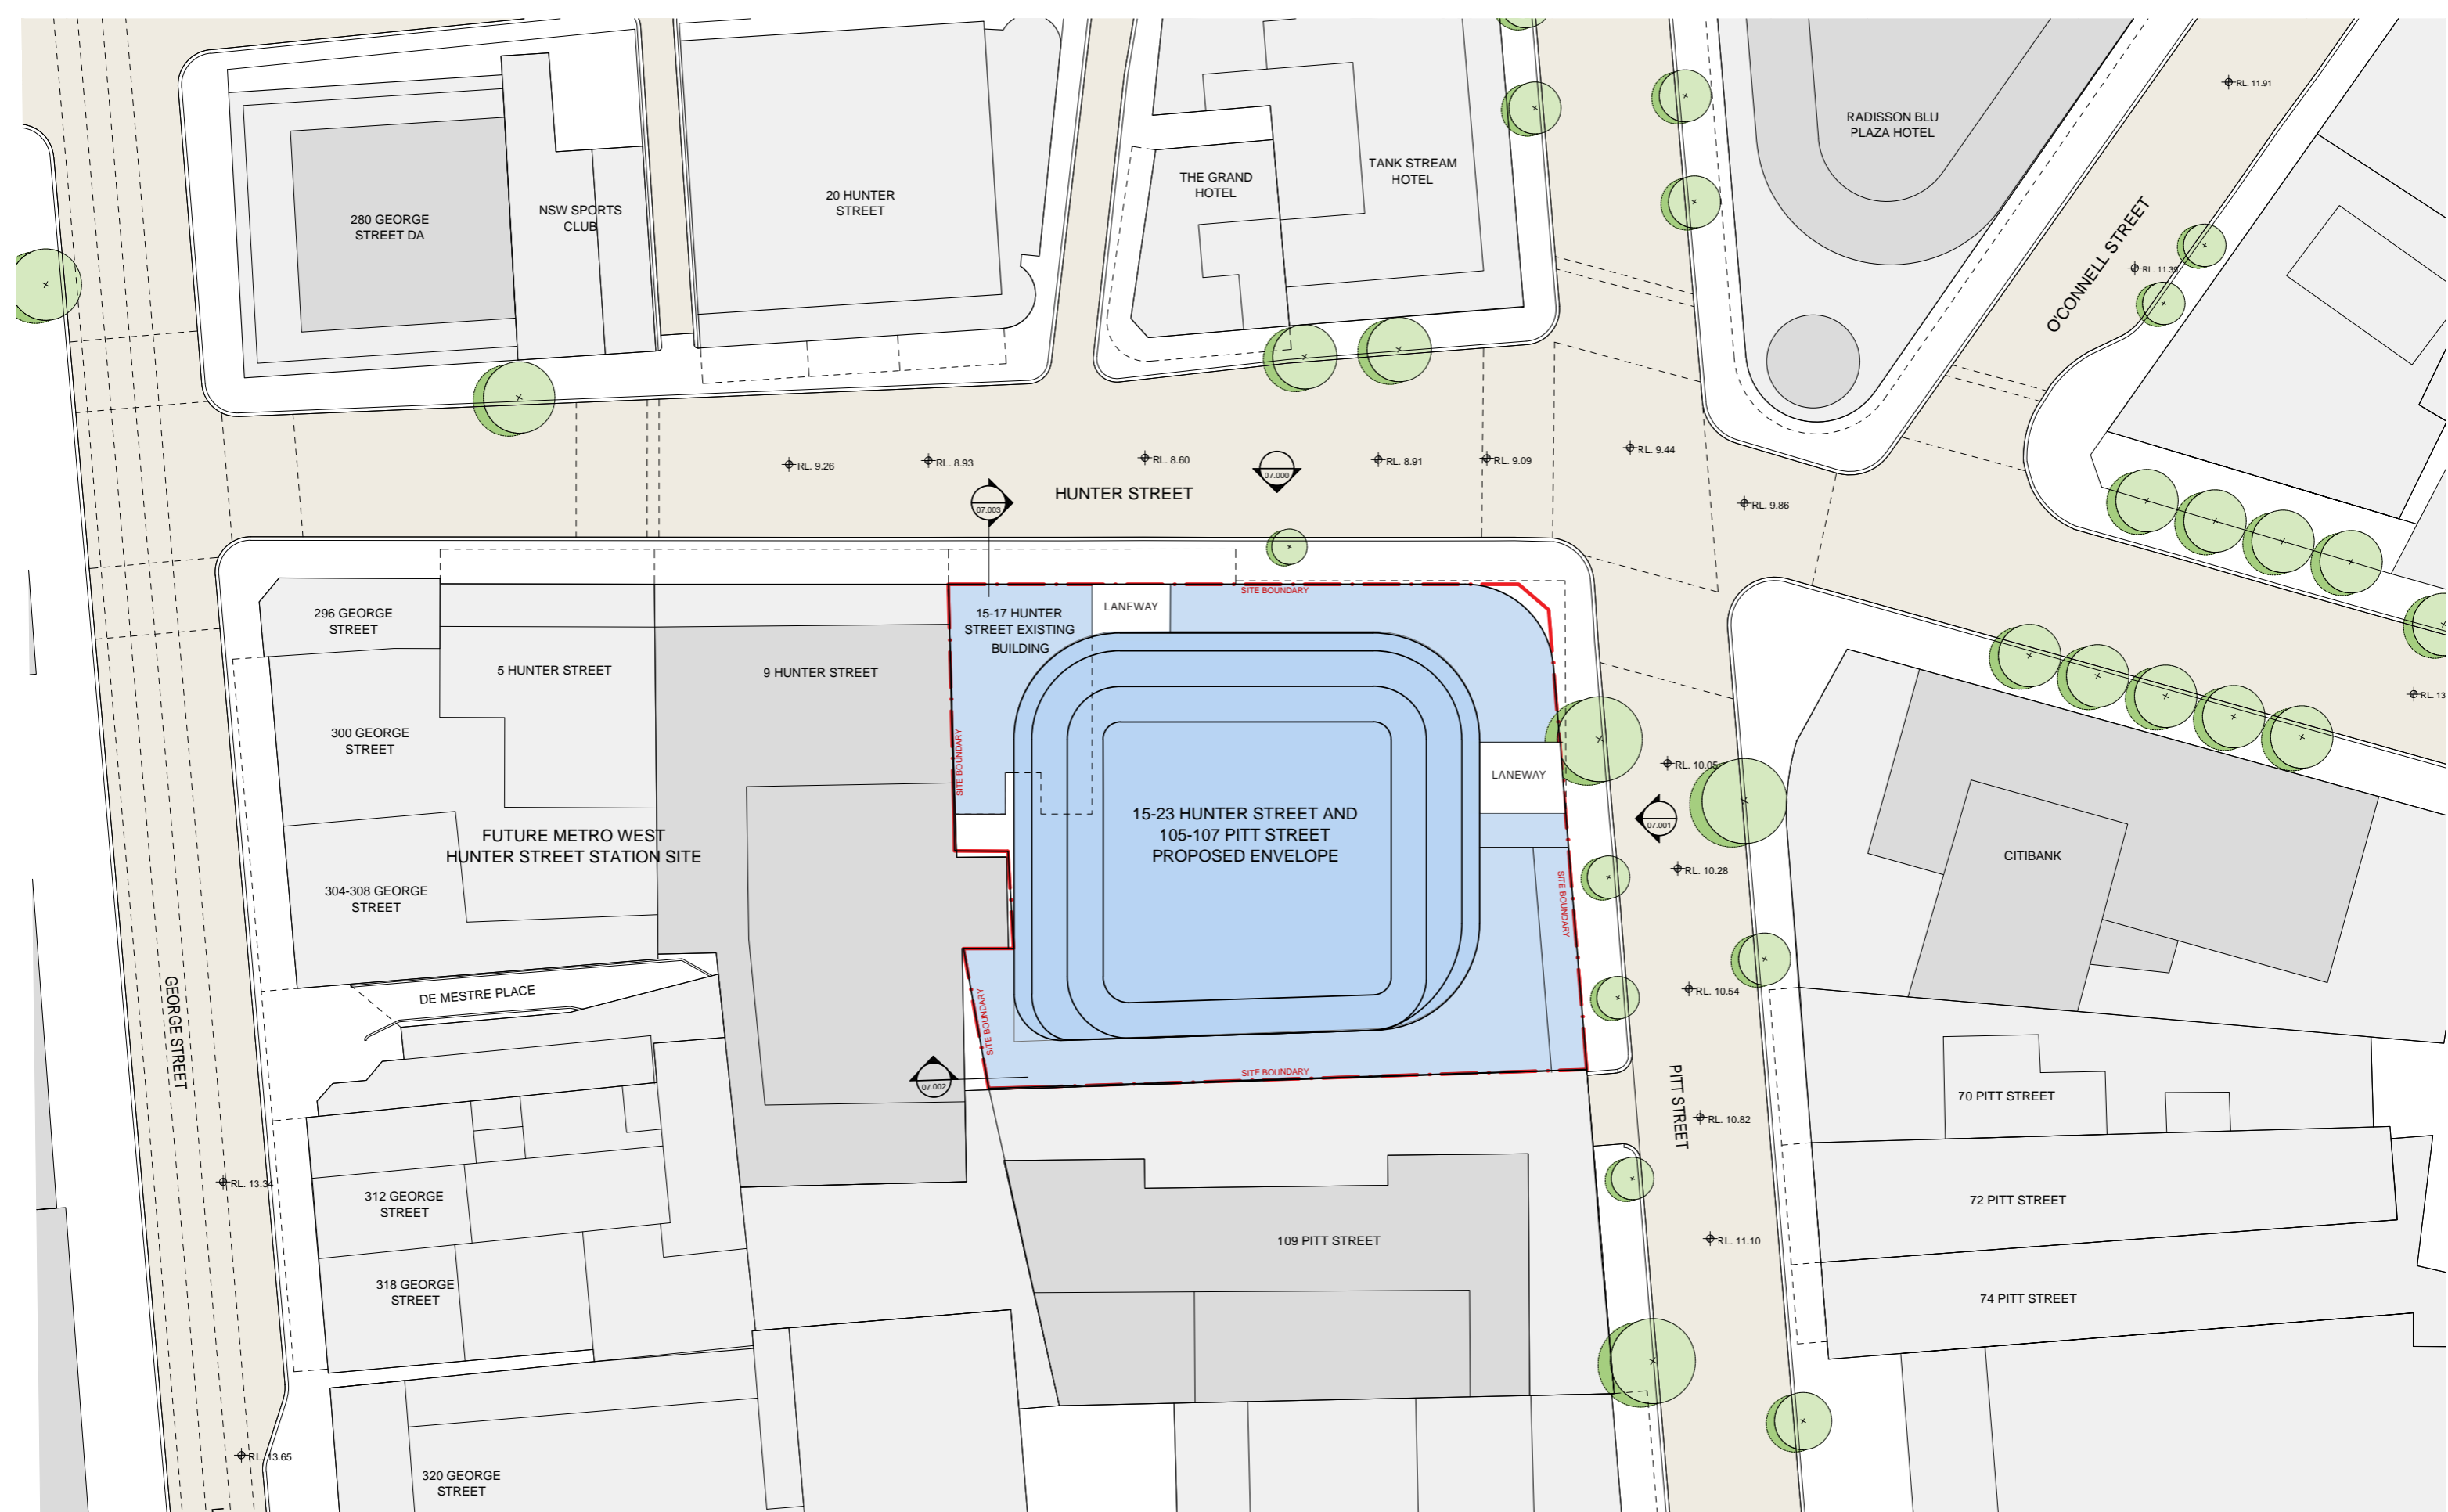 RL. 11.91
RADISSON BLU
PLAZA HOTEL
TANK STREAM
HOTEL
THE GRAND
HOTEL
20 HUNTER
STREET
NSW SPORTS
CLUB
280 GEORGE
STREET DA
O'CONNELL STREET
RL. 11.39
RL. 9.26
RL. 8.93
RL. 8.60
07.000
RL. 8.91
RL. 9.09
RL. 9.44
RL. 9.86
07.003
HUNTER STREET
SITE BOUNDARY
296 GEORGE
STREET
15-17 HUNTER
STREET EXISTING
BUILDING
LANEWAY
5 HUNTER STREET
9 HUNTER STREET
RL. 13
300 GEORGE
STREET
SITE BOUNDARY
LANEWAY
RL. 10.05
15-23 HUNTER STREET AND
105-107 PITT STREET
PROPOSED ENVELOPE
07.001
FUTURE METRO WEST
HUNTER STREET STATION SITE
CITIBANK
RL. 10.28
304-308 GEORGE
STREET
SITE BOUNDARY
DE MESTRE PLACE
RL. 10.54
GEORGE STREET
SITE BOUNDARY
SITE BOUNDARY
07.002
PITT STREET
70 PITT STREET
RL. 10.82
RL. 13.34
312 GEORGE
STREET
72 PITT STREET
109 PITT STREET
RL. 11.10
318 GEORGE
STREET
74 PITT STREET
RL. 13.65
320 GEORGE
STREET